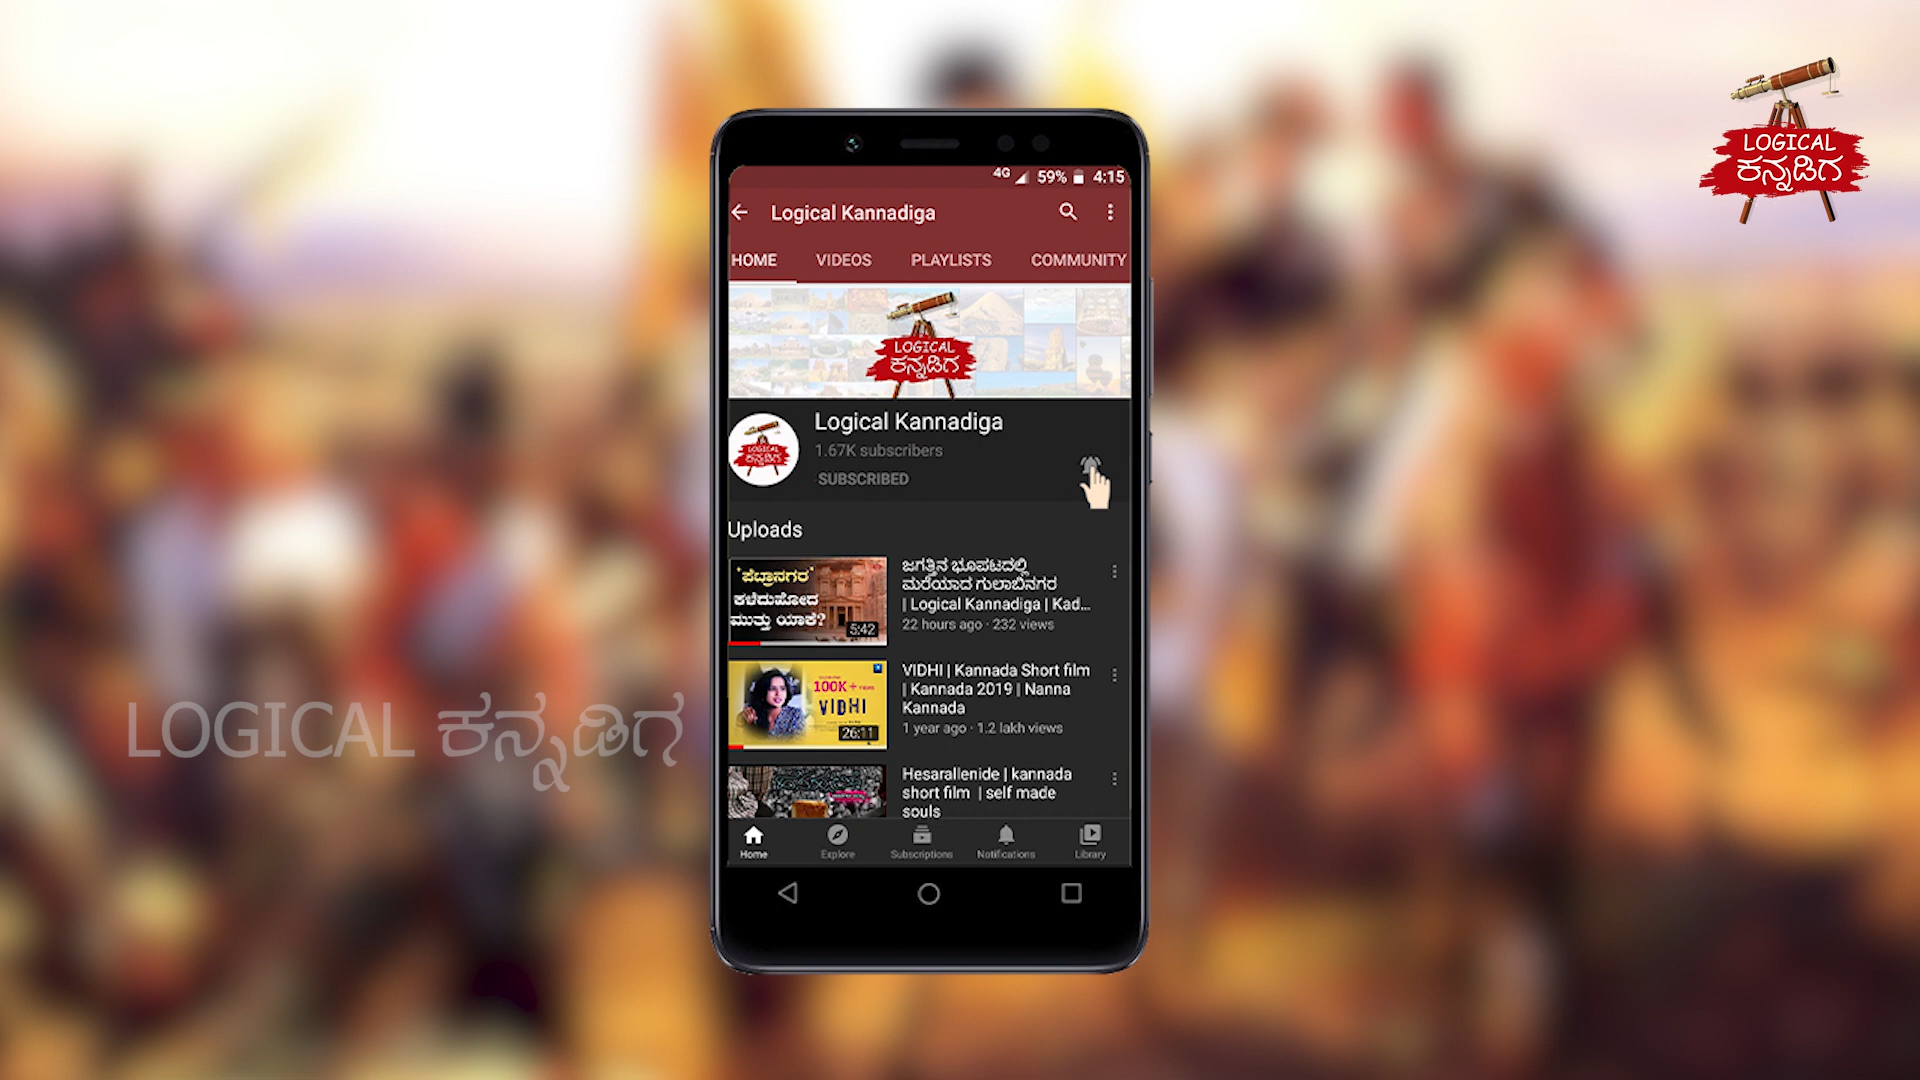 LOGICAL
ಕನ್ನಡಿಗ
4G 59% 4:15
Logical Kannadiga
HOME VIDEOS PLAYLISTS COMMUNITY
LOGICAL
ಕನ್ನಡಿಗ
Logical Kannadiga
1.67K subscribers
SUBSCRIBED
LOGICAL
ಕನ್ನಡಿಗ
Uploads
'ಪೆಟ್ರಾನಗರ'
ಕಳೆದುಹೋದ
ಮುತ್ತು ಯಾಕೆ?
5:42
ಜಗತ್ತಿನ ಭೂಪಟದಲ್ಲಿ
ಮರೆಯಾದ ಗುಲಾಬಿನಗರ
| Logical Kannadiga | Kad...
22 hours ago · 232 views
100K+
VIDHI
26:11
VIDHI | Kannada Short film
| Kannada 2019 | Nanna
Kannada
1 year ago · 1.2 lakh views
Hesarallenide | kannada
short film | self made
souls
Home Explore Subscriptions Notifications Library
LOGICAL ಕನ್ನಡಿಗ